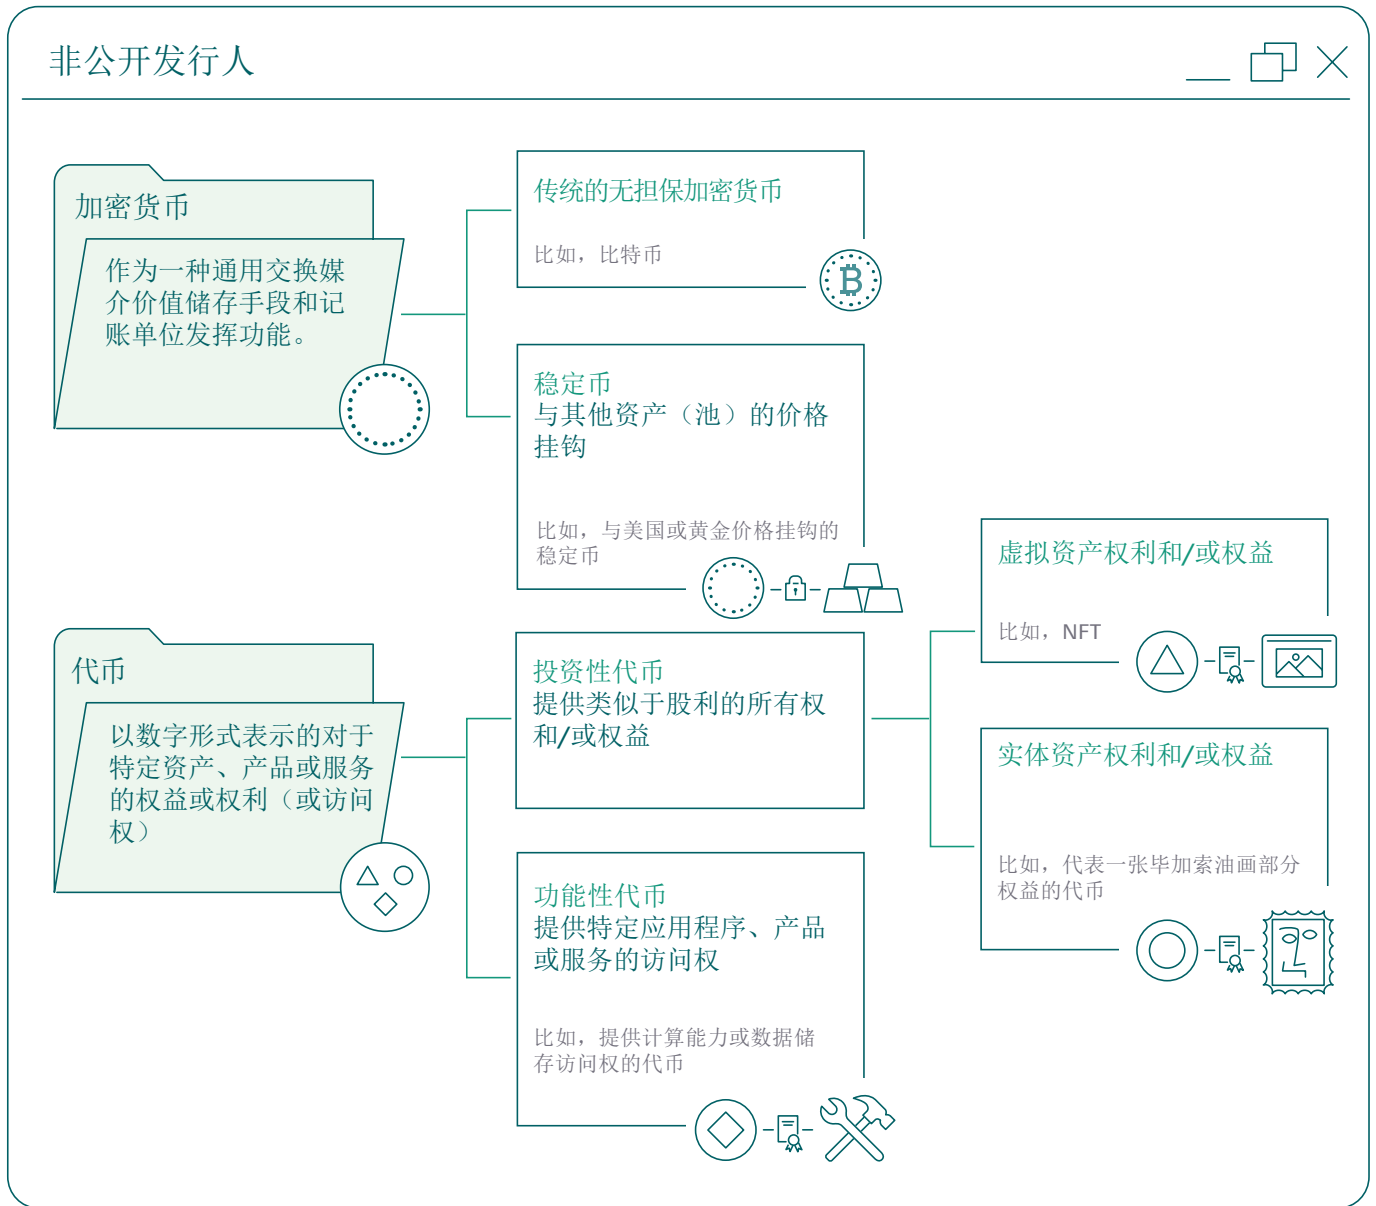 非公开发行人
加密货币
作为一种通用交换媒
介价值储存手段和记
账单位发挥功能。
传统的无担保加密货币
比如，比特币
稳定币
与其他资产（池）的价格
挂钩
比如，与美国或黄金价格挂钩的
稳定币
代币
以数字形式表示的对于
特定资产、产品或服务
的权益或权利（或访问
权）
投资性代币
提供类似于股利的所有权
和/或权益
虚拟资产权利和/或权益
比如，NFT
实体资产权利和/或权益
比如，代表一张毕加索油画部分
权益的代币
功能性代币
提供特定应用程序、产品
或服务的访问权
比如，提供计算能力或数据储
存访问权的代币